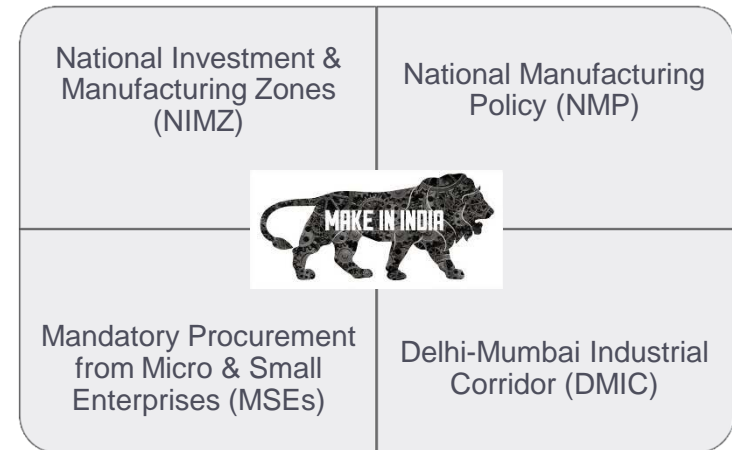 National Investment &
Manufacturing Zones
(NIMZ)
National Manufacturing
Policy (NMP)
MAKE IN INDIA
Mandatory Procurement
from Micro & Small
Enterprises (MSEs)
Delhi-Mumbai Industrial
Corridor (DMIC)